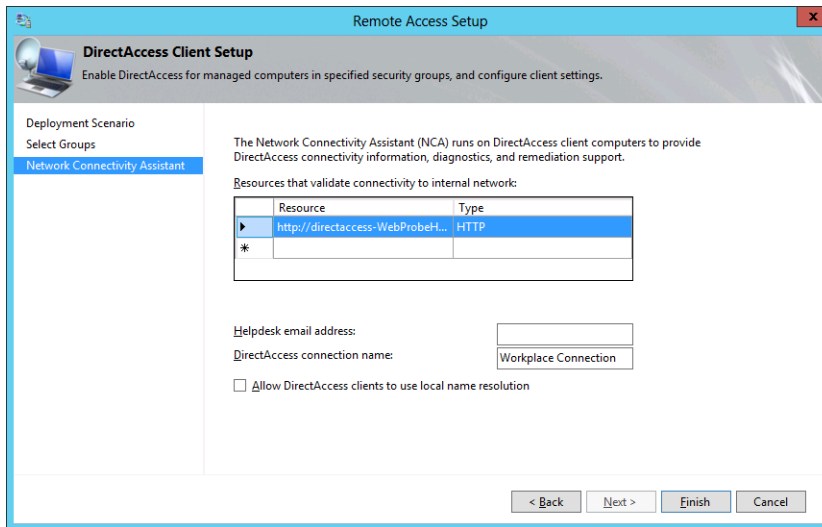 Remote Access Setup
x
DirectAccess Client Setup
Enable DirectAccess for managed computers in specified security groups, and configure client settings.
Deployment Scenario
Select Groups
Network Connectivity Assistant
The Network Connectivity Assistant (NCA) runs on DirectAccess client computers to provide
DirectAccess connectivity information, diagnostics, and remediation support.
Resources that validate connectivity to internal network:
Resource Type
http://directaccess-WebProbeH... HTTP
*
Helpdesk email address:
DirectAccess connection name: Workplace Connection
Allow DirectAccess clients to use local name resolution
< Back Next > Finish Cancel